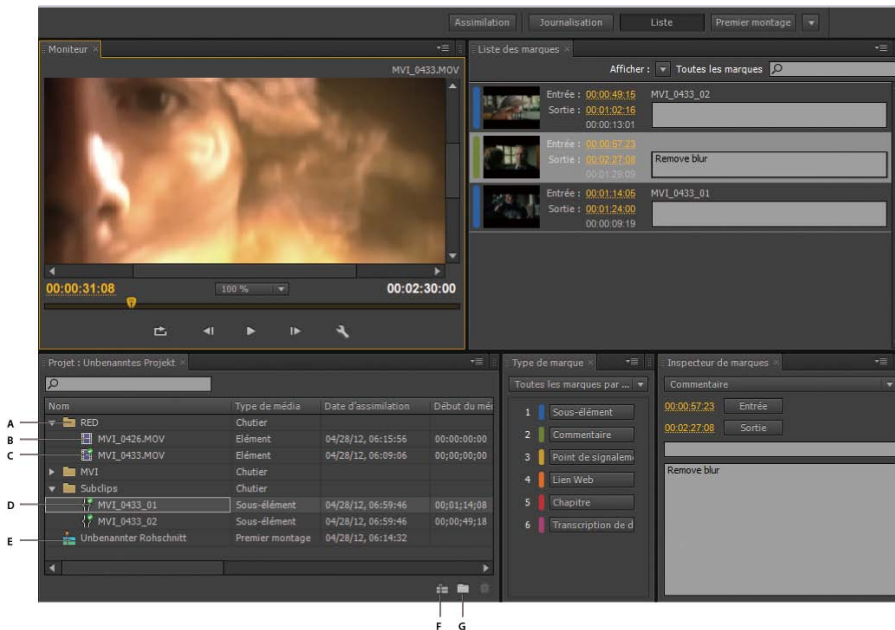 Assimilation Journalisation Liste Premier montage
Moniteur
MVI_0433.MOV
00:00:31:08 100 % 00:02:30:00
Liste des marques
Afficher : Toutes les marques
Entrée : 00:00:49:15 MVI_0433_02
Sortie : 00:01:02:16
00:00:13:01
Entrée : 00:00:57:23
Sortie : 00:02:27:08 Remove blur
00:01:29:09
Entrée : 00:01:14:05 MVI_0433_01
Sortie : 00:01:24:00
00:00:09:19
Projet : Unbenanntes Projekt
Nom Type de média Date d'assimilation Début du mé
A RED Chutier
B MVI_0426.MOV Elément 04/28/12, 06:15:56 00:00:00:00
C MVI_0433.MOV Elément 04/28/12, 06:09:06 00;00;00;00
MVI Chutier
Subclips Chutier
D MVI_0433_01 Sous-élément 04/28/12, 06:59:46 00;01;14;08
MVI_0433_02 Sous-élément 04/28/12, 06:59:46 00;00;49;18
E Unbenannter Rohschnitt Premier montage 04/28/12, 06:14:32
F G
Type de marque
Toutes les marques par ...
1 Sous-élément
2 Commentaire
3 Point de signalem
4 Lien Web
5 Chapitre
6 Transcription de d
Inspecteur de marques
Commentaire
00:00:57:23 Entrée
00:02:27:08 Sortie
Remove blur